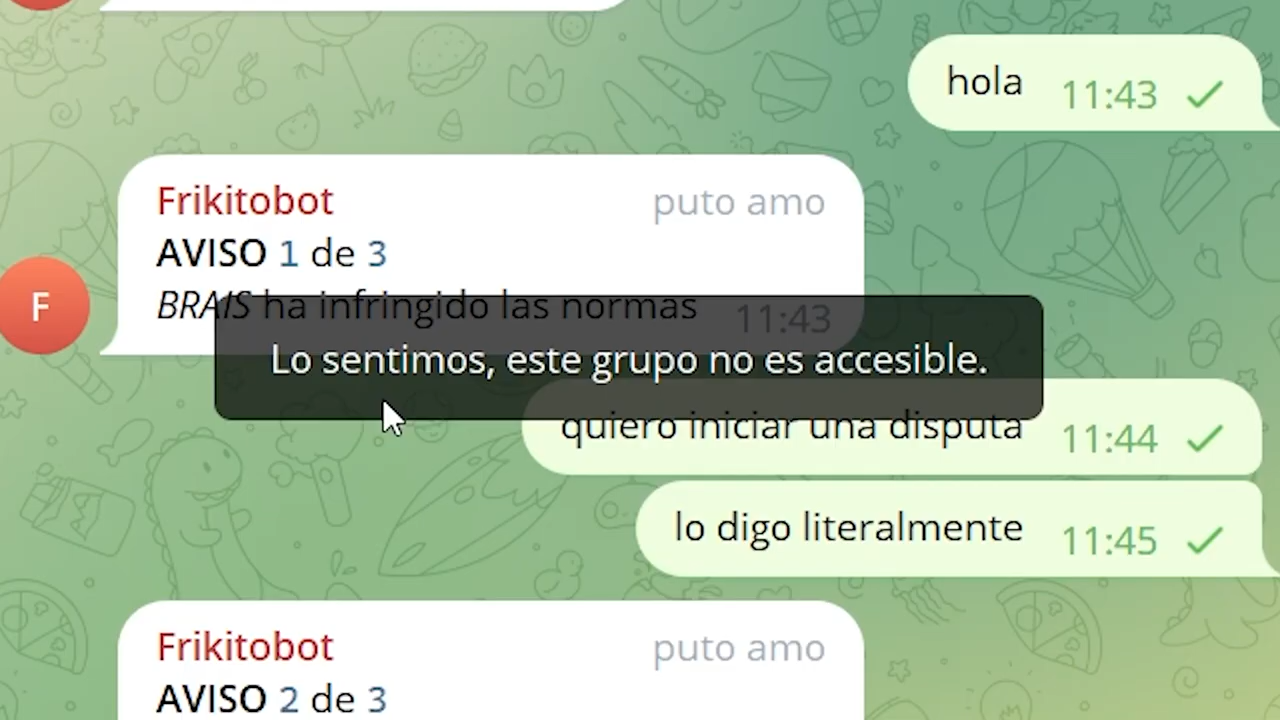 hola 11:43
Frikitobot puto amo
AVISO 1 de 3
F
BRAIS ha infringido las normas 11:43
Lo sentimos, este grupo no es accesible.
quiero iniciar una disputa 11:44
lo digo literalmente 11:45
Frikitobot puto amo
AVISO 2 de 3